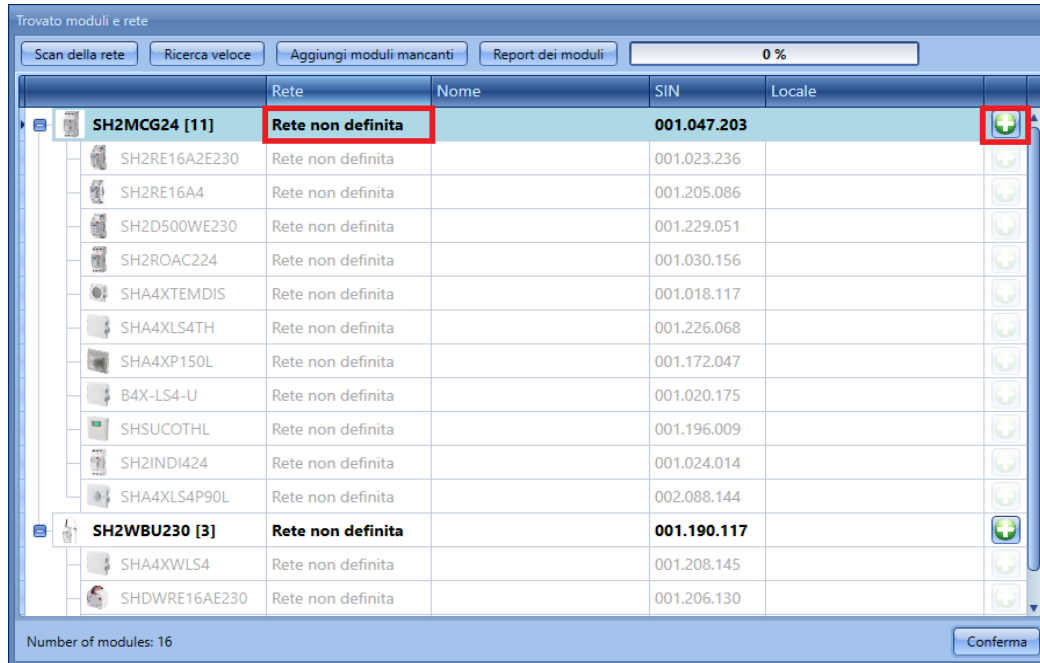 Trovato moduli e rete
Scan della rete Ricerca veloce Aggiungi moduli mancanti Report dei moduli 0 %
Rete Nome SIN Locale
SH2MCG24 [11] Rete non definita 001.047.203
SH2RE16A2E230 Rete non definita 001.023.236
SH2RE16A4 Rete non definita 001.205.086
SH2D500WE230 Rete non definita 001.229.051
SH2ROAC224 Rete non definita 001.030.156
SHA4XTEMDIS Rete non definita 001.018.117
SHA4XLS4TH Rete non definita 001.226.068
SHA4XP150L Rete non definita 001.172.047
B4X-LS4-U Rete non definita 001.020.175
SHSUCOTHL Rete non definita 001.196.009
SH2INDI424 Rete non definita 001.024.014
SHA4XLS4P90L Rete non definita 002.088.144
SH2WBU230 [3] Rete non definita 001.190.117
SHA4XWLS4 Rete non definita 001.208.145
SHDWRE16AE230 Rete non definita 001.206.130
Number of modules: 16 Conferma